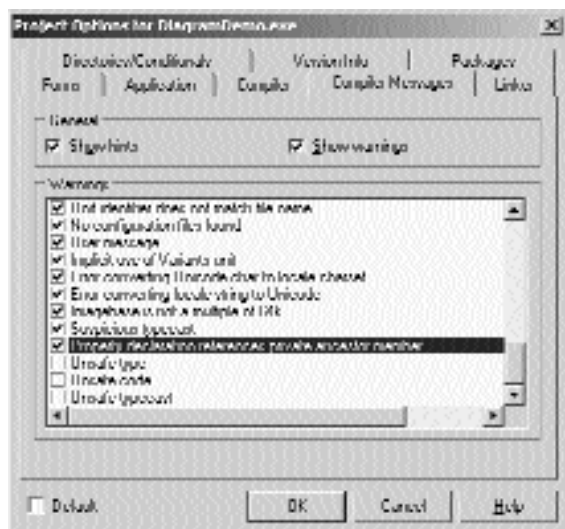 Project Options for DiagramDemo.exe
Directories/Conditionals Version Info Packages
Forms Application Compiler Compiler Messages Linker
General
Show hints Show warnings
Warnings
Unit identifier does not match file name
No configuration files found
User message
Implicit use of Variants unit
Error converting Unicode char to locale charset
Error converting locale string to Unicode
Imagebase is not a multiple of 64k
Suspicious typecast
Property declaration references private ancestor member
Unsafe type
Unsafe code
Unsafe typecast
Default OK Cancel Help